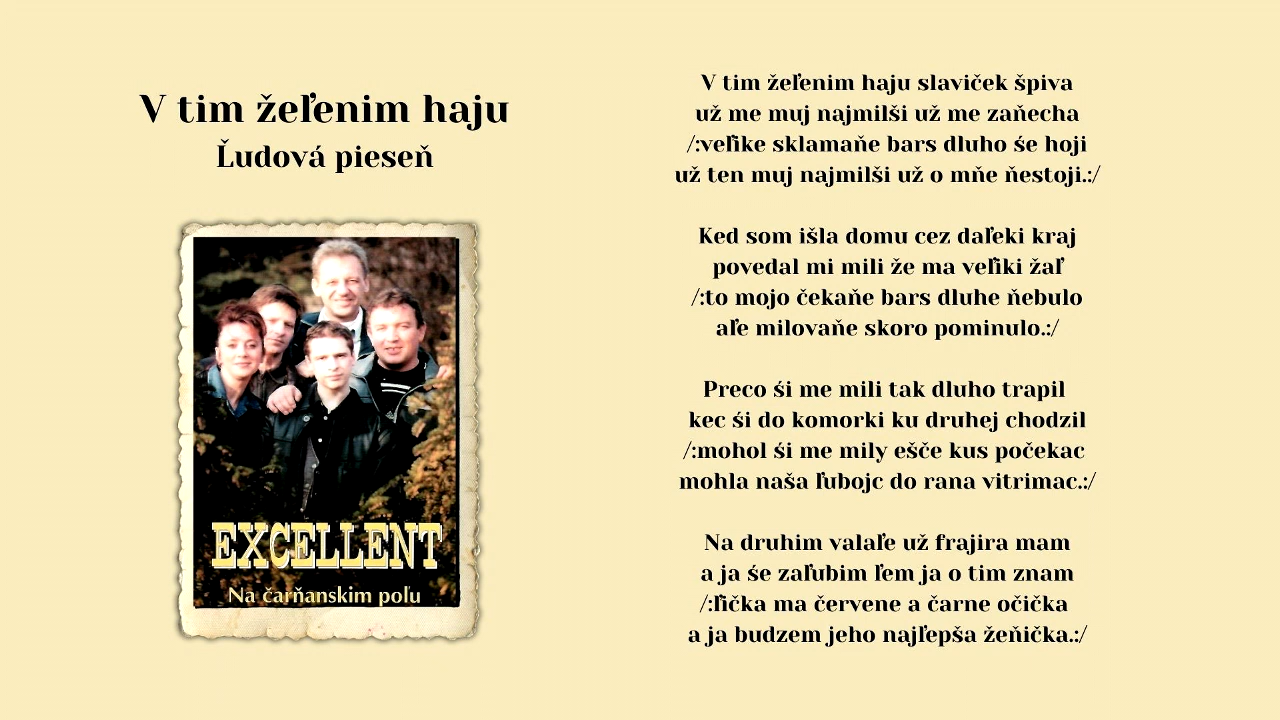 V tim žeľenim haju
Ľudová pieseň
EXCELLENT
Na čarňanskim poľu
V tim žeľenim haju slaviček špiva
už me muj najmilši už me zaňecha
/:veľike sklamaňe bars dluho śe hoji
už ten muj najmilši už o mňe ňestoji.:/
Ked som išla domu cez daľeki kraj
povedal mi mili že ma veľiki žaľ
/:to mojo čekaňe bars dluhe ňebulo
aľe milovaňe skoro pominulo.:/
Preco śi me mili tak dluho trapil
kec śi do komorki ku druhej chodzil
/:mohol śi me mily ešče kus počekac
mohla naša ľubojc do rana vitrimac.:/
Na druhim valaľe už frajira mam
a ja śe zaľubim ľem ja o tim znam
/:ľička ma červene a čarne očička
a ja budzem jeho najľepša žeňička.:/